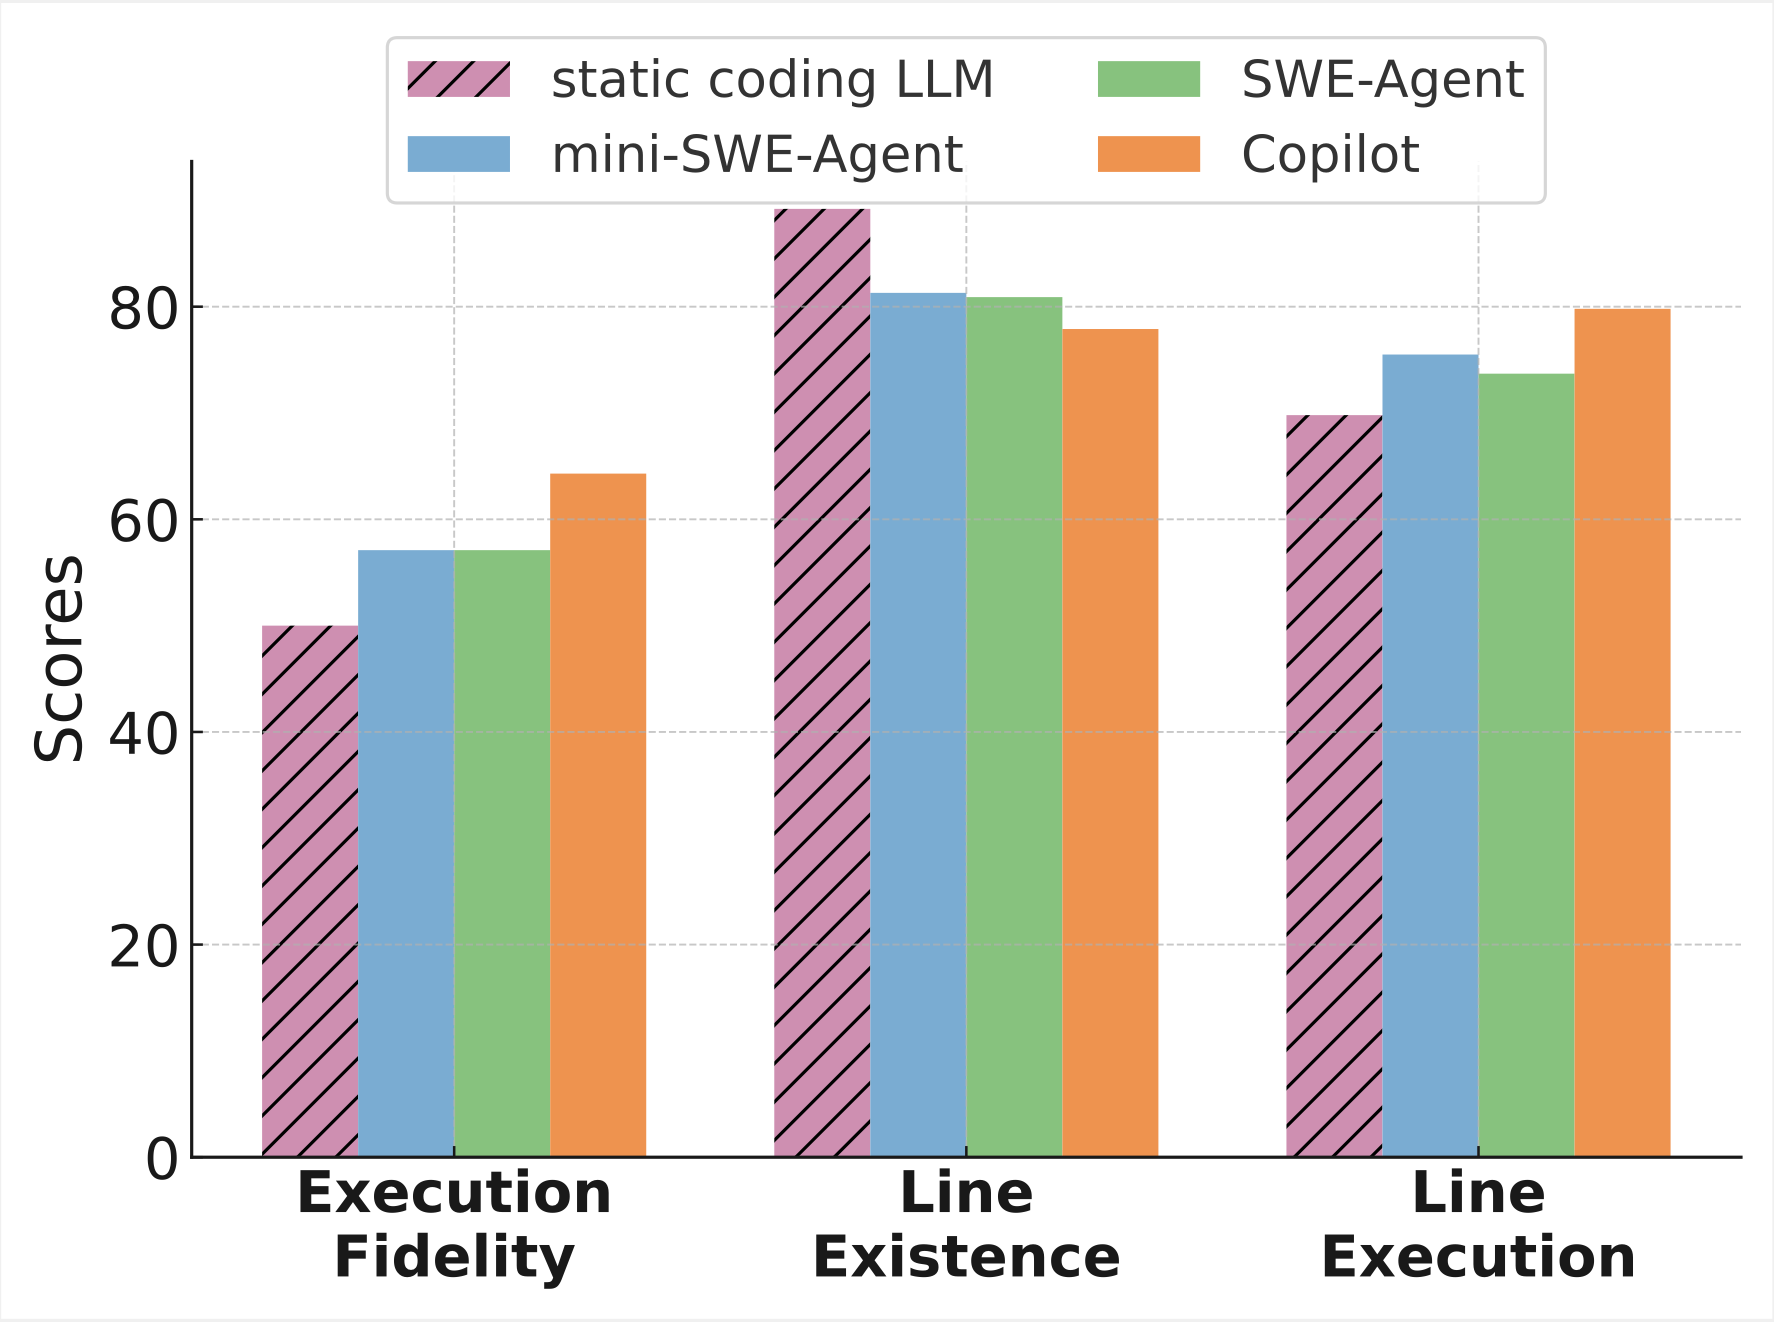 static coding LLM
mini-SWE-Agent
SWE-Agent
Copilot
Scores
80
60
40
20
0
Execution
Fidelity
Line
Existence
Line
Execution